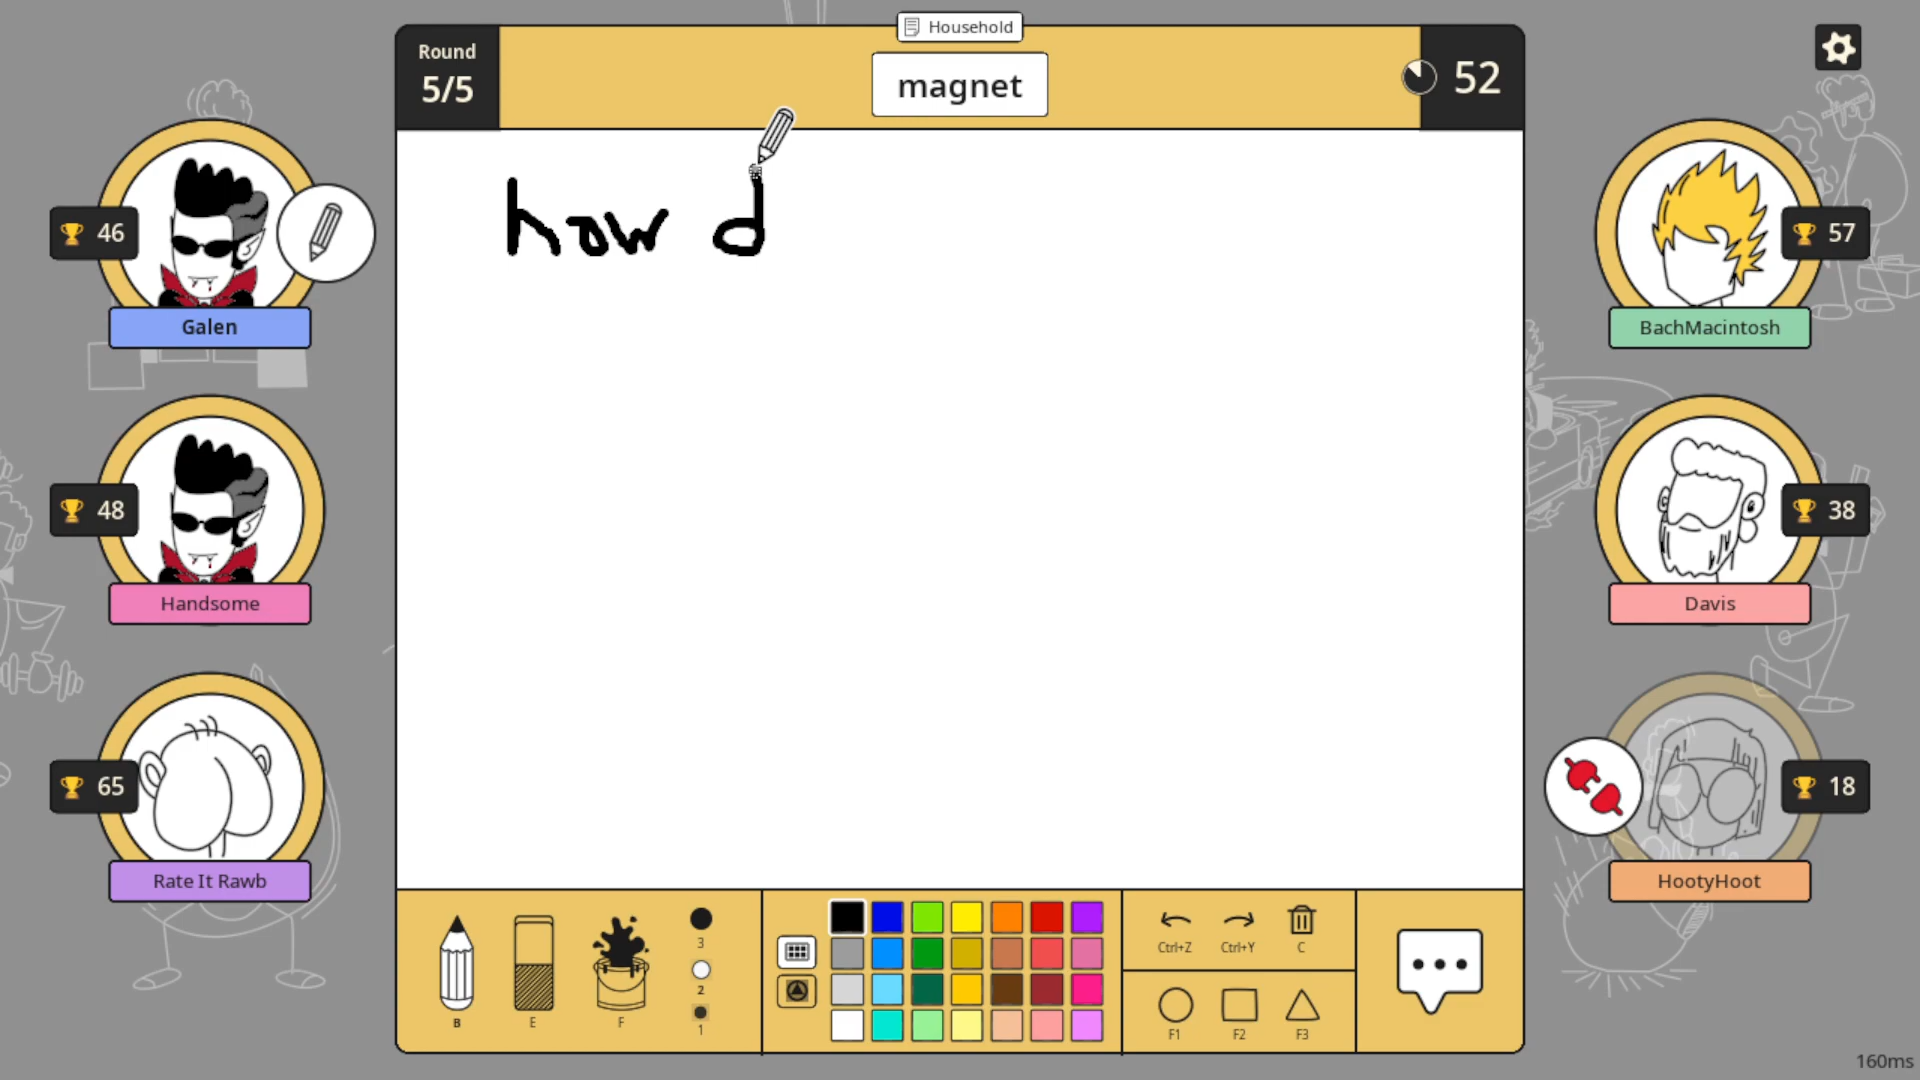 Household
Round
5/5
magnet
52
how d
46
Galen
57
BachMacintosh
48
Handsome
38
Davis
65
Rate It Rawb
18
HootyHoot
B
E
F
3
2
1
Ctrl+Z
Ctrl+Y
C
F1
F2
F3
160ms